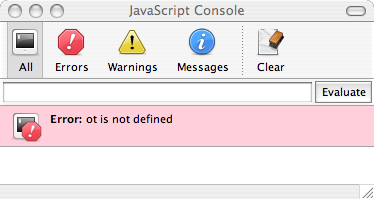 JavaScript Console
All Errors Warnings Messages Clear
Evaluate
Error: ot is not defined